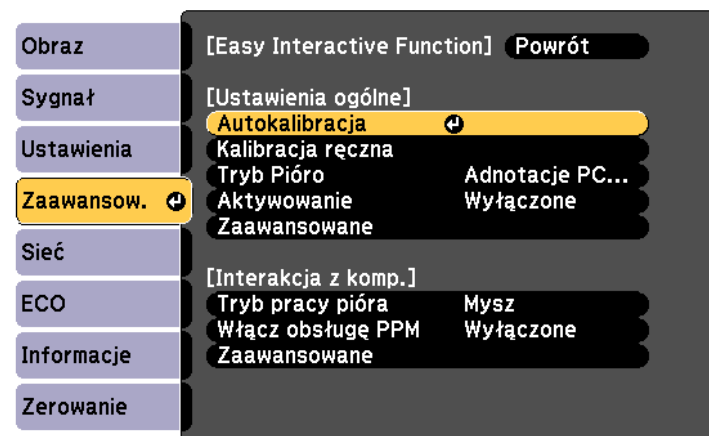 Obraz
Sygnał
Ustawienia
Zaawansow.
Sieć
ECO
Informacje
Zerowanie
[Easy Interactive Function] Powrót
[Ustawienia ogólne]
Autokalibracja
Kalibracja ręczna
Tryb Pióro Adnotacje PC...
Aktywowanie Wyłączone
Zaawansowane
[Interakcja z komp.]
Tryb pracy pióra Mysz
Włącz obsługę PPM Wyłączone
Zaawansowane